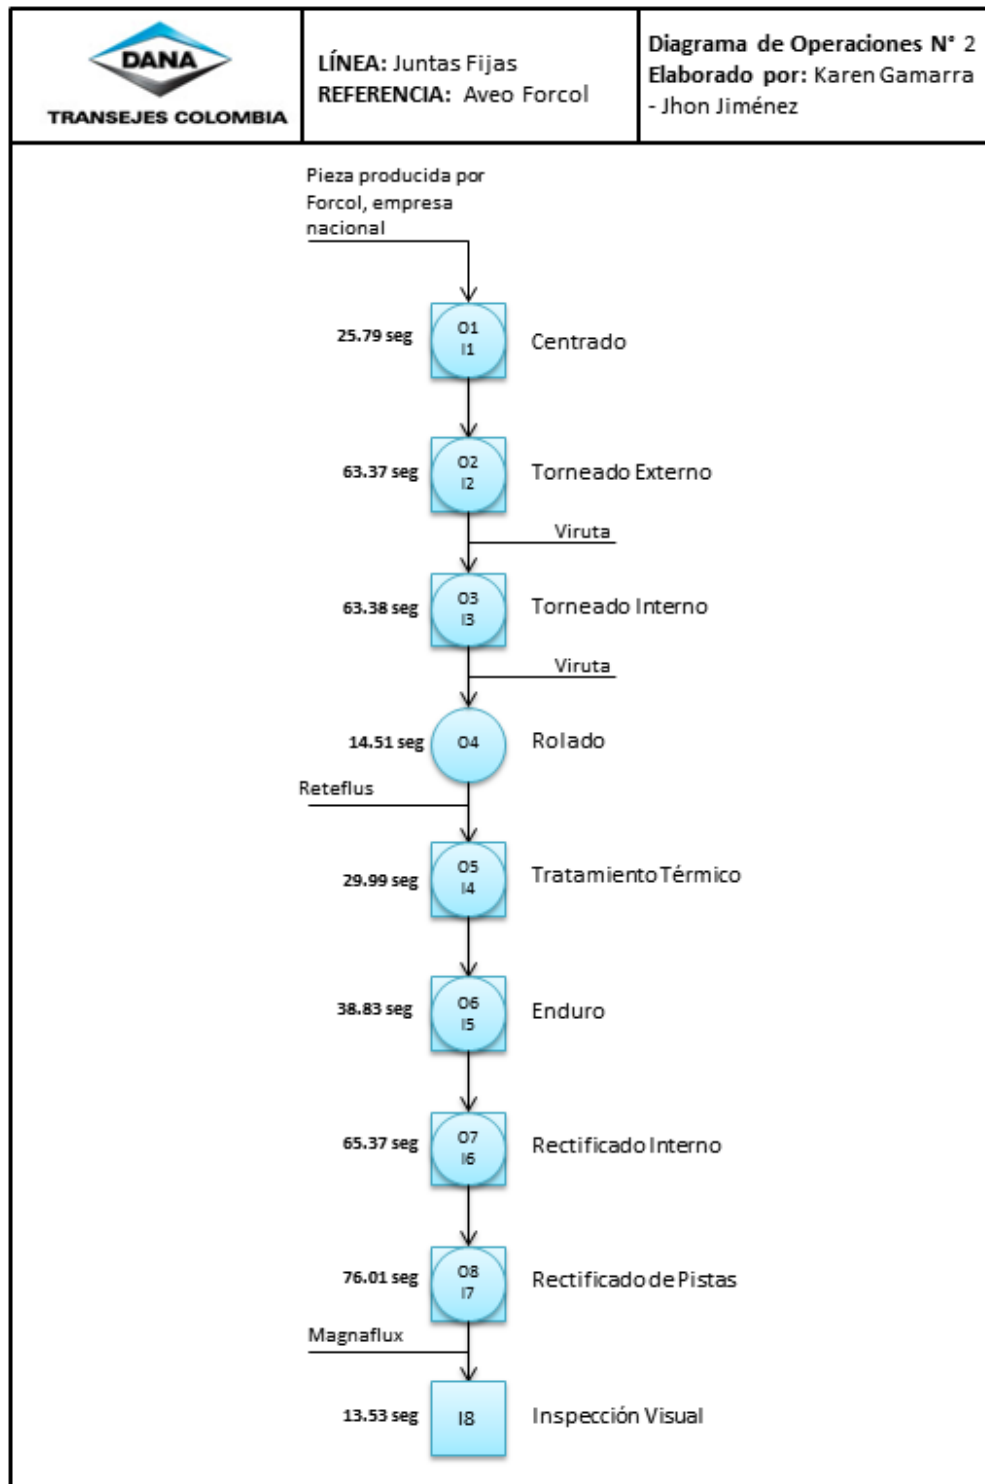 DANA
TRANSEJES COLOMBIA
LÍNEA: Juntas Fijas
REFERENCIA: Aveo Forcol
Diagrama de Operaciones N° 2
Elaborado por: Karen Gamarra
- Jhon Jiménez
Pieza producida por
Forcol, empresa
nacional
25.79 seg
O1
I1
Centrado
63.37 seg
O2
I2
Torneado Externo
Viruta
63.38 seg
O3
I3
Torneado Interno
Viruta
14.51 seg
O4
Rolado
Reteflus
29.99 seg
O5
I4
Tratamiento Térmico
38.83 seg
O6
I5
Enduro
65.37 seg
O7
I6
Rectificado Interno
76.01 seg
O8
I7
Rectificado de Pistas
Magnaflux
13.53 seg
I8
Inspección Visual